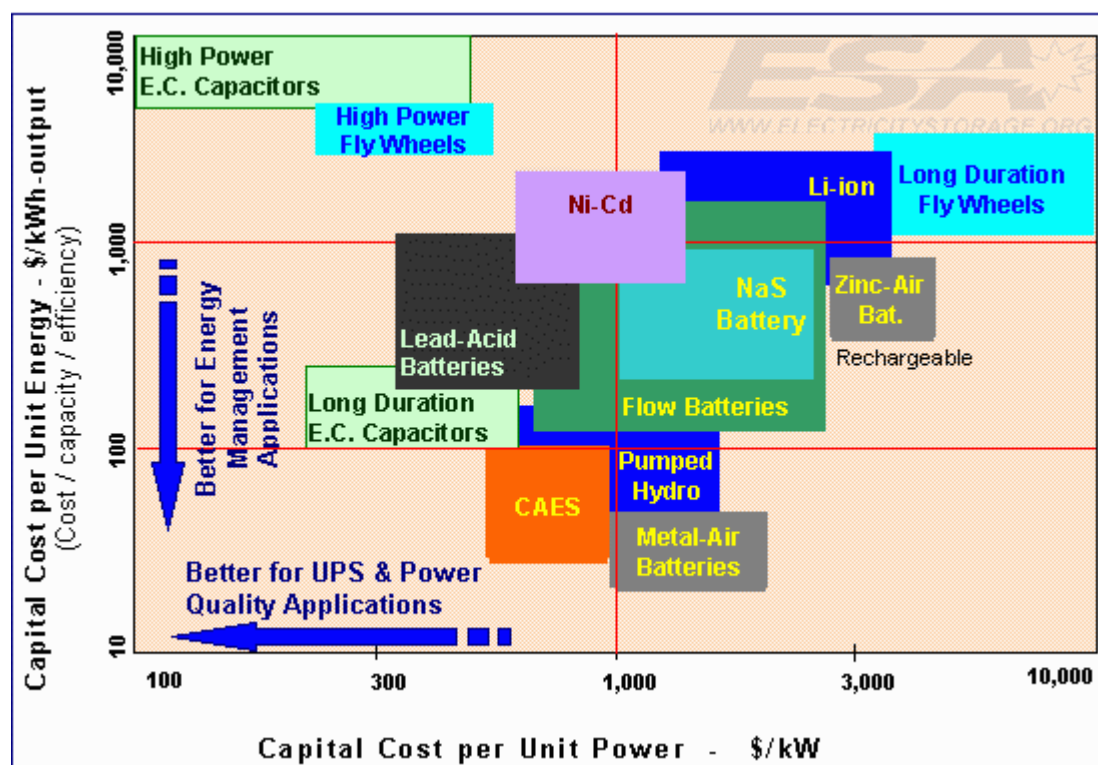 ESA
WWW.ELECTRICITYSTORAGE.ORG
Capital Cost per Unit Energy - $/kWh-output
(Cost / capacity / efficiency)
10,000
1,000
100
10
High Power
E.C. Capacitors
High Power
Fly Wheels
Ni-Cd
Li-ion
Long Duration
Fly Wheels
NaS
Battery
Zinc-Air
Bat.
Rechargeable
Lead-Acid
Batteries
Flow Batteries
Long Duration
E.C. Capacitors
Pumped
Hydro
CAES
Metal-Air
Batteries
Better for Energy
Management
Applications
Better for UPS & Power
Quality Applications
100
300
1,000
3,000
10,000
Capital Cost per Unit Power - $/kW